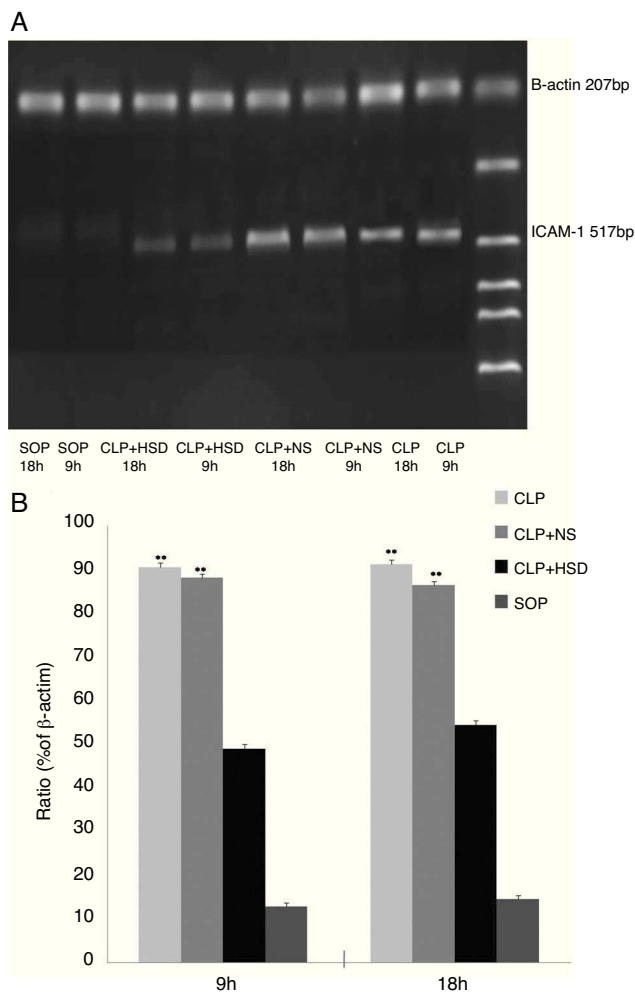 A
B-actin 207bp
ICAM-1 517bp
SOP SOP CLP+HSD CLP+HSD CLP+NS CLP+NS CLP CLP
18h 9h 18h 9h 18h 9h 18h 9h
B
CLP
CLP+NS
CLP+HSD
SOP
Ratio (%of β-actim)
100
90
80
70
60
50
40
30
20
10
0
** ** ** **
9h 18h